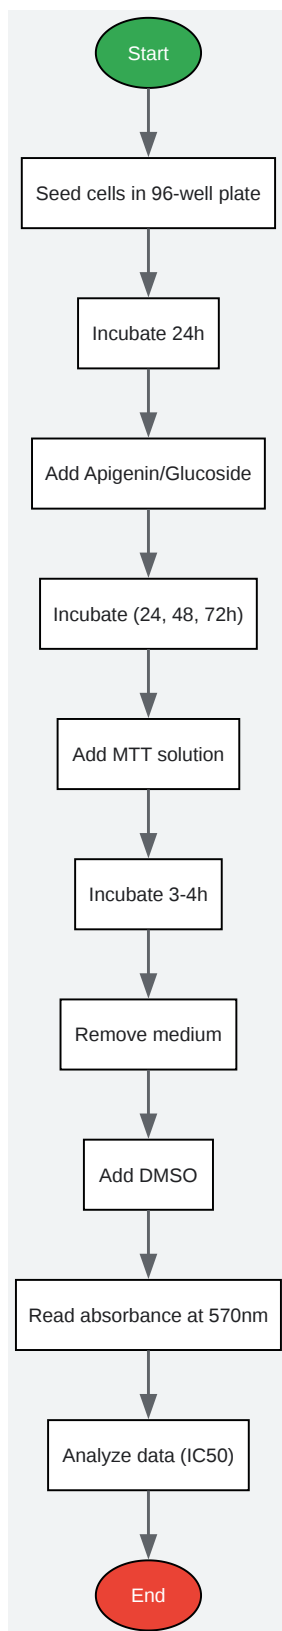 Start
Seed cells in 96-well plate
Incubate 24h
Add Apigenin/Glucoside
Incubate (24, 48, 72h)
Add MTT solution
Incubate 3-4h
Remove medium
Add DMSO
Read absorbance at 570nm
Analyze data (IC50)
End